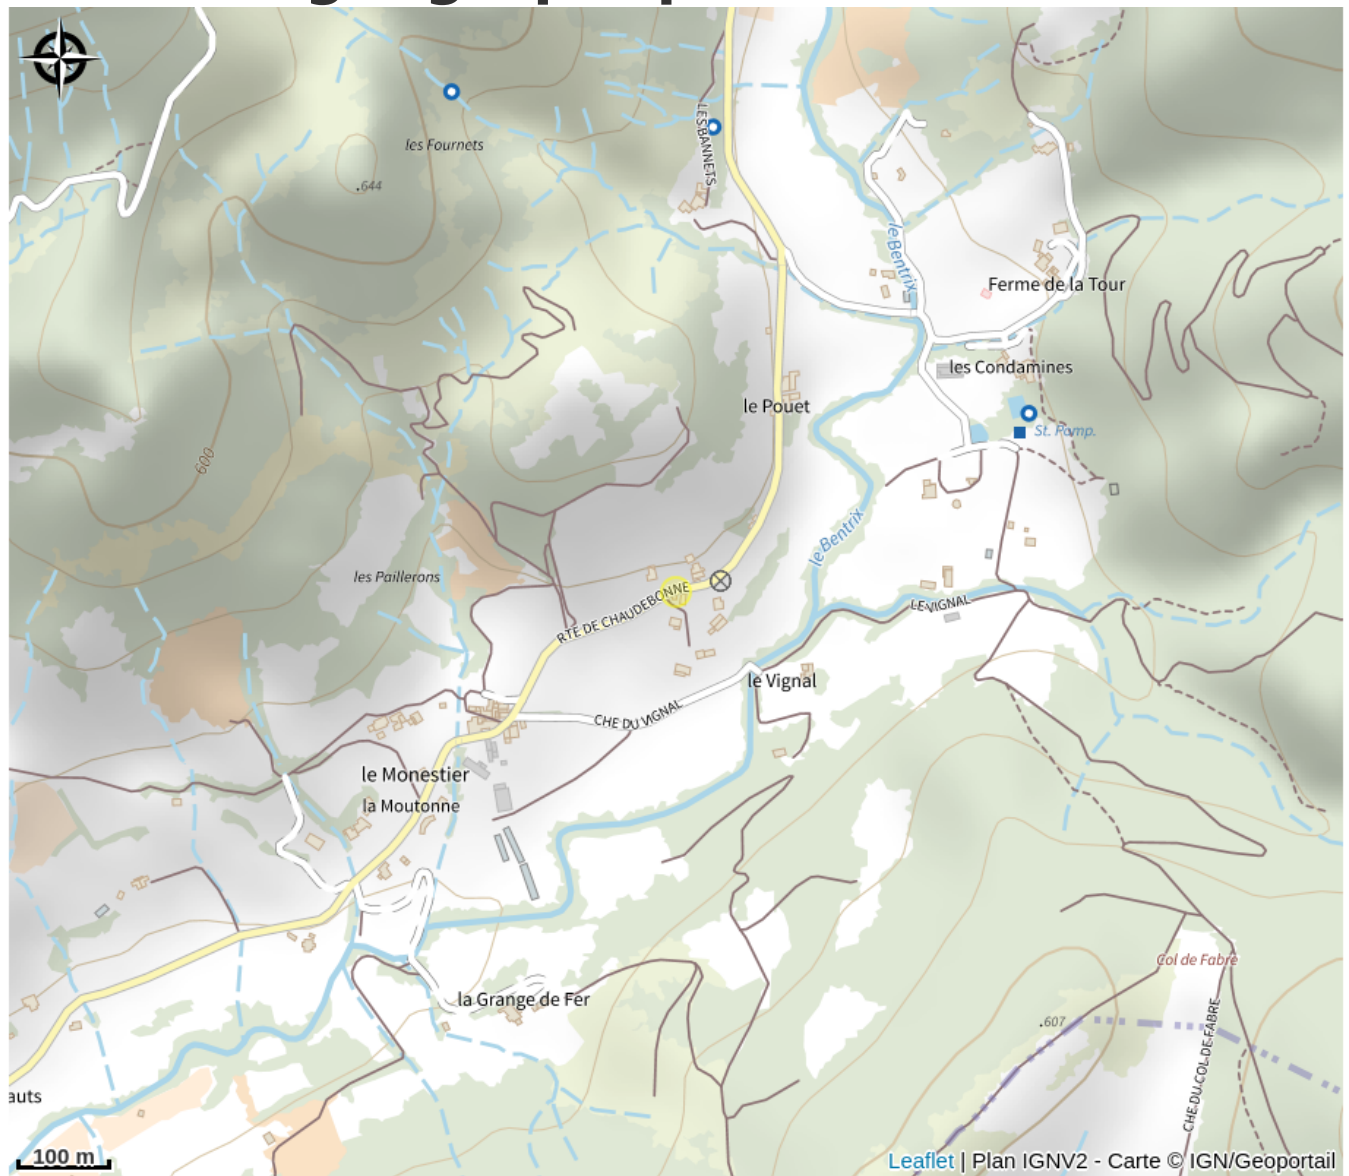 les Fournets
.644
LES BANNETS
le Bentrix
Ferme de la Tour
les Condamines
le Pouet
St. Pomp.
600
le Bentrix
les Paillerons
RTE DE CHAUDEBONNE
LE VIGNAL
le Vignal
CHE DU VIGNAL
le Monestier
la Moutonne
Col de Fabre
la Grange de Fer
.607
CHE DU COL DE FABRE
auts
100 m
Leaflet | Plan IGNV2 - Carte © IGN/Geoportail